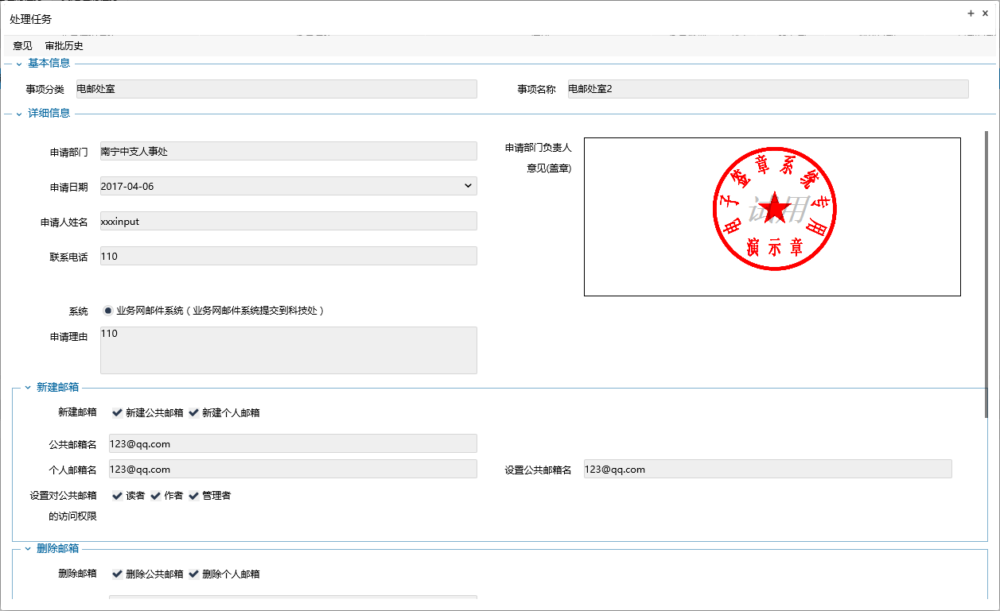 处理任务
意见 审批历史
基本信息
事项分类 电邮处室 事项名称 电邮处室2
详细信息
申请部门 南宁中支人事处
申请部门负责人
意见(盖章)
电子签章系统专用
试用
演示章
申请日期 2017-04-06
申请人姓名 xxxinput
联系电话 110
系统 业务网邮件系统（业务网邮件系统提交到科技处）
申请理由 110
新建邮箱
新建邮箱 新建公共邮箱 新建个人邮箱
公共邮箱名 123@qq.com
个人邮箱名 123@qq.com 设置公共邮箱名 123@qq.com
设置对公共邮箱 读者 作者 管理者
的访问权限
删除邮箱
删除邮箱 删除公共邮箱 删除个人邮箱